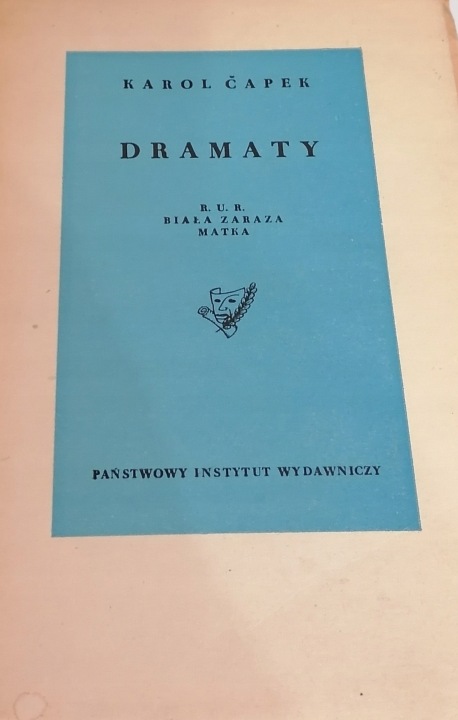 KAROL ČAPEK
DRAMATY
R. U. R.
BIAŁA ZARAZA
MATKA
PAŃSTWOWY INSTYTUT WYDAWNICZY